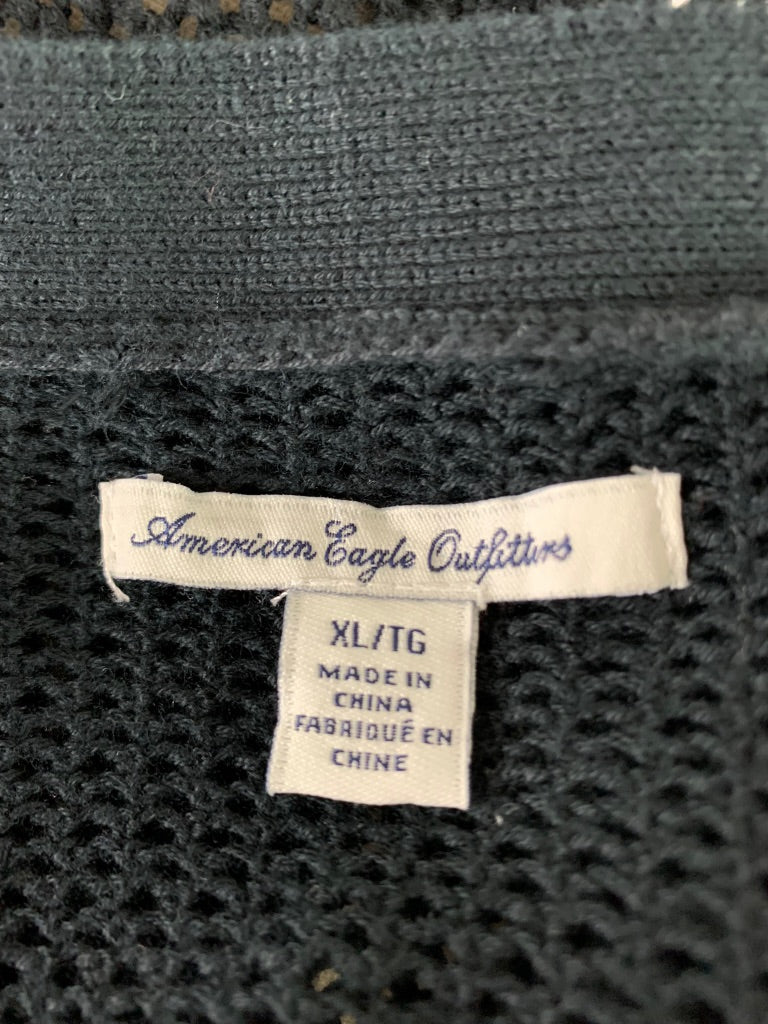 American Eagle Outfitters
XL/TG
MADE IN
CHINA
FABRIQUÉ EN
CHINE